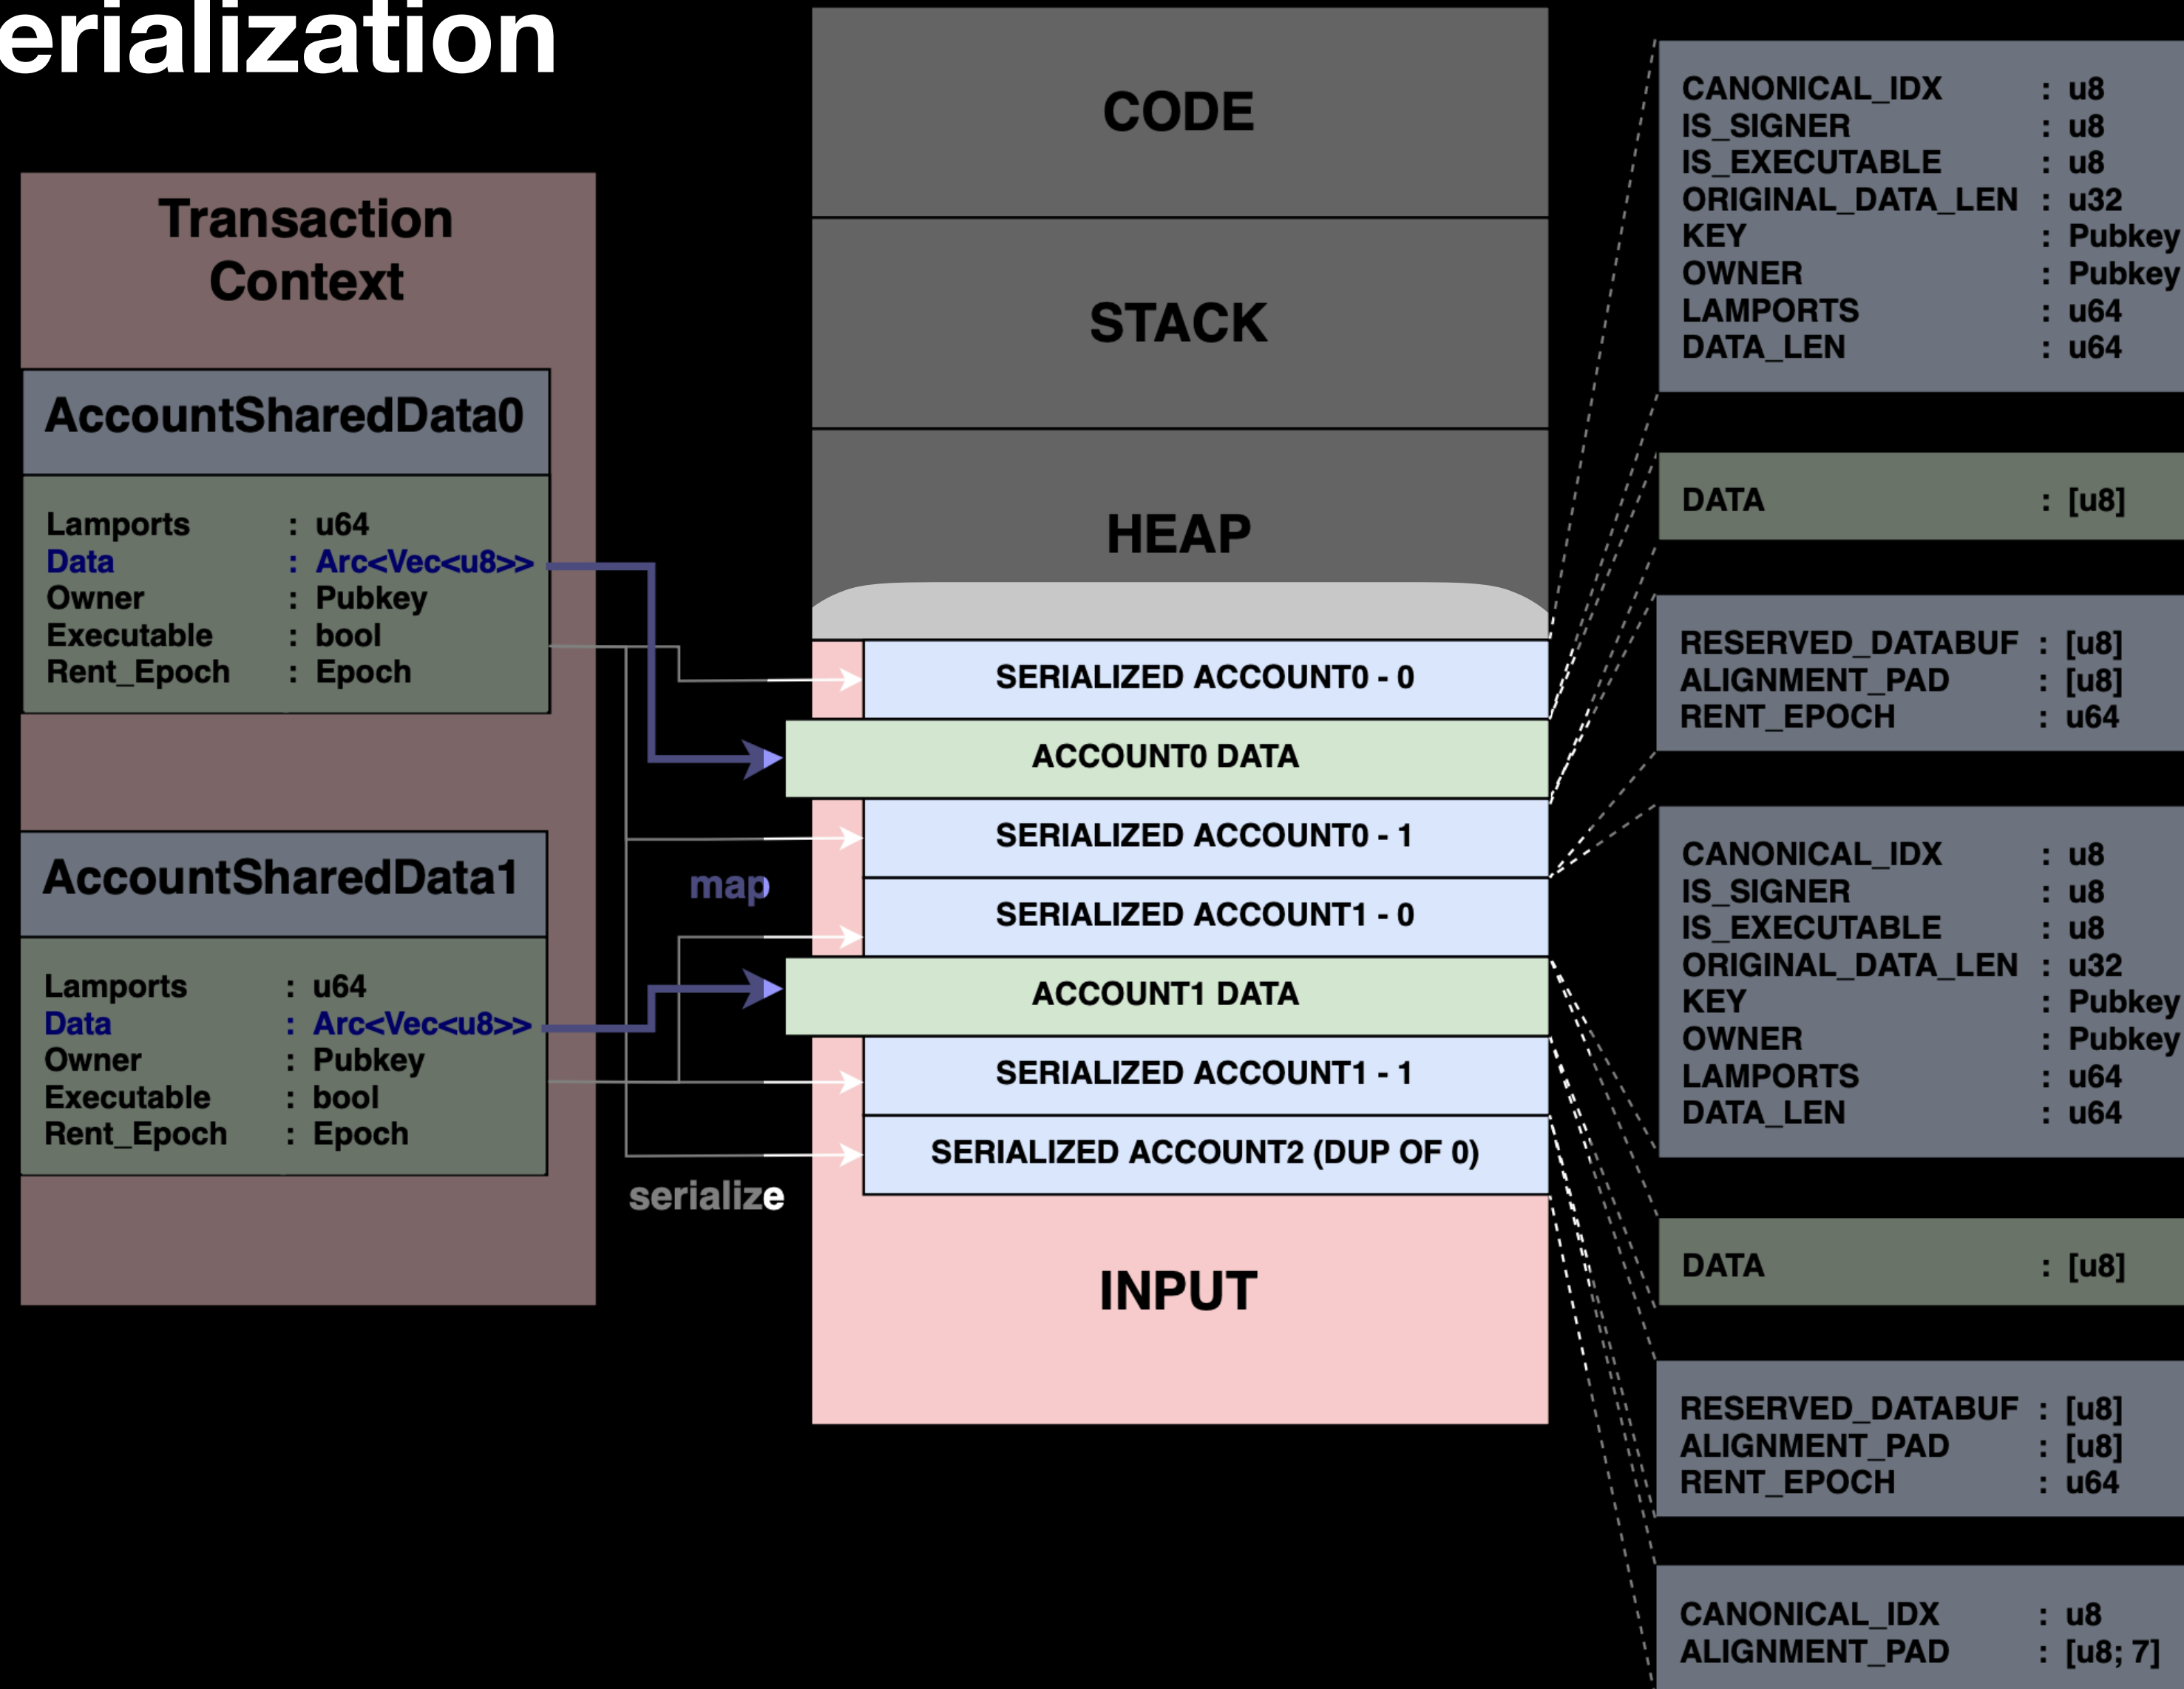 erialization
Transaction
Context
AccountSharedData0
Lamports : u64
Data : Arc<Vec<u8>>
Owner : Pubkey
Executable : bool
Rent_Epoch : Epoch
AccountSharedData1
Lamports : u64
Data : Arc<Vec<u8>>
Owner : Pubkey
Executable : bool
Rent_Epoch : Epoch
map
serialize
CODE
STACK
HEAP
SERIALIZED ACCOUNT0 - 0
ACCOUNT0 DATA
SERIALIZED ACCOUNT0 - 1
SERIALIZED ACCOUNT1 - 0
ACCOUNT1 DATA
SERIALIZED ACCOUNT1 - 1
SERIALIZED ACCOUNT2 (DUP OF 0)
INPUT
CANONICAL_IDX : u8
IS_SIGNER : u8
IS_EXECUTABLE : u8
ORIGINAL_DATA_LEN : u32
KEY : Pubkey
OWNER : Pubkey
LAMPORTS : u64
DATA_LEN : u64
DATA : [u8]
RESERVED_DATABUF : [u8]
ALIGNMENT_PAD : [u8]
RENT_EPOCH : u64
CANONICAL_IDX : u8
IS_SIGNER : u8
IS_EXECUTABLE : u8
ORIGINAL_DATA_LEN : u32
KEY : Pubkey
OWNER : Pubkey
LAMPORTS : u64
DATA_LEN : u64
DATA : [u8]
RESERVED_DATABUF : [u8]
ALIGNMENT_PAD : [u8]
RENT_EPOCH : u64
CANONICAL_IDX : u8
ALIGNMENT_PAD : [u8; 7]